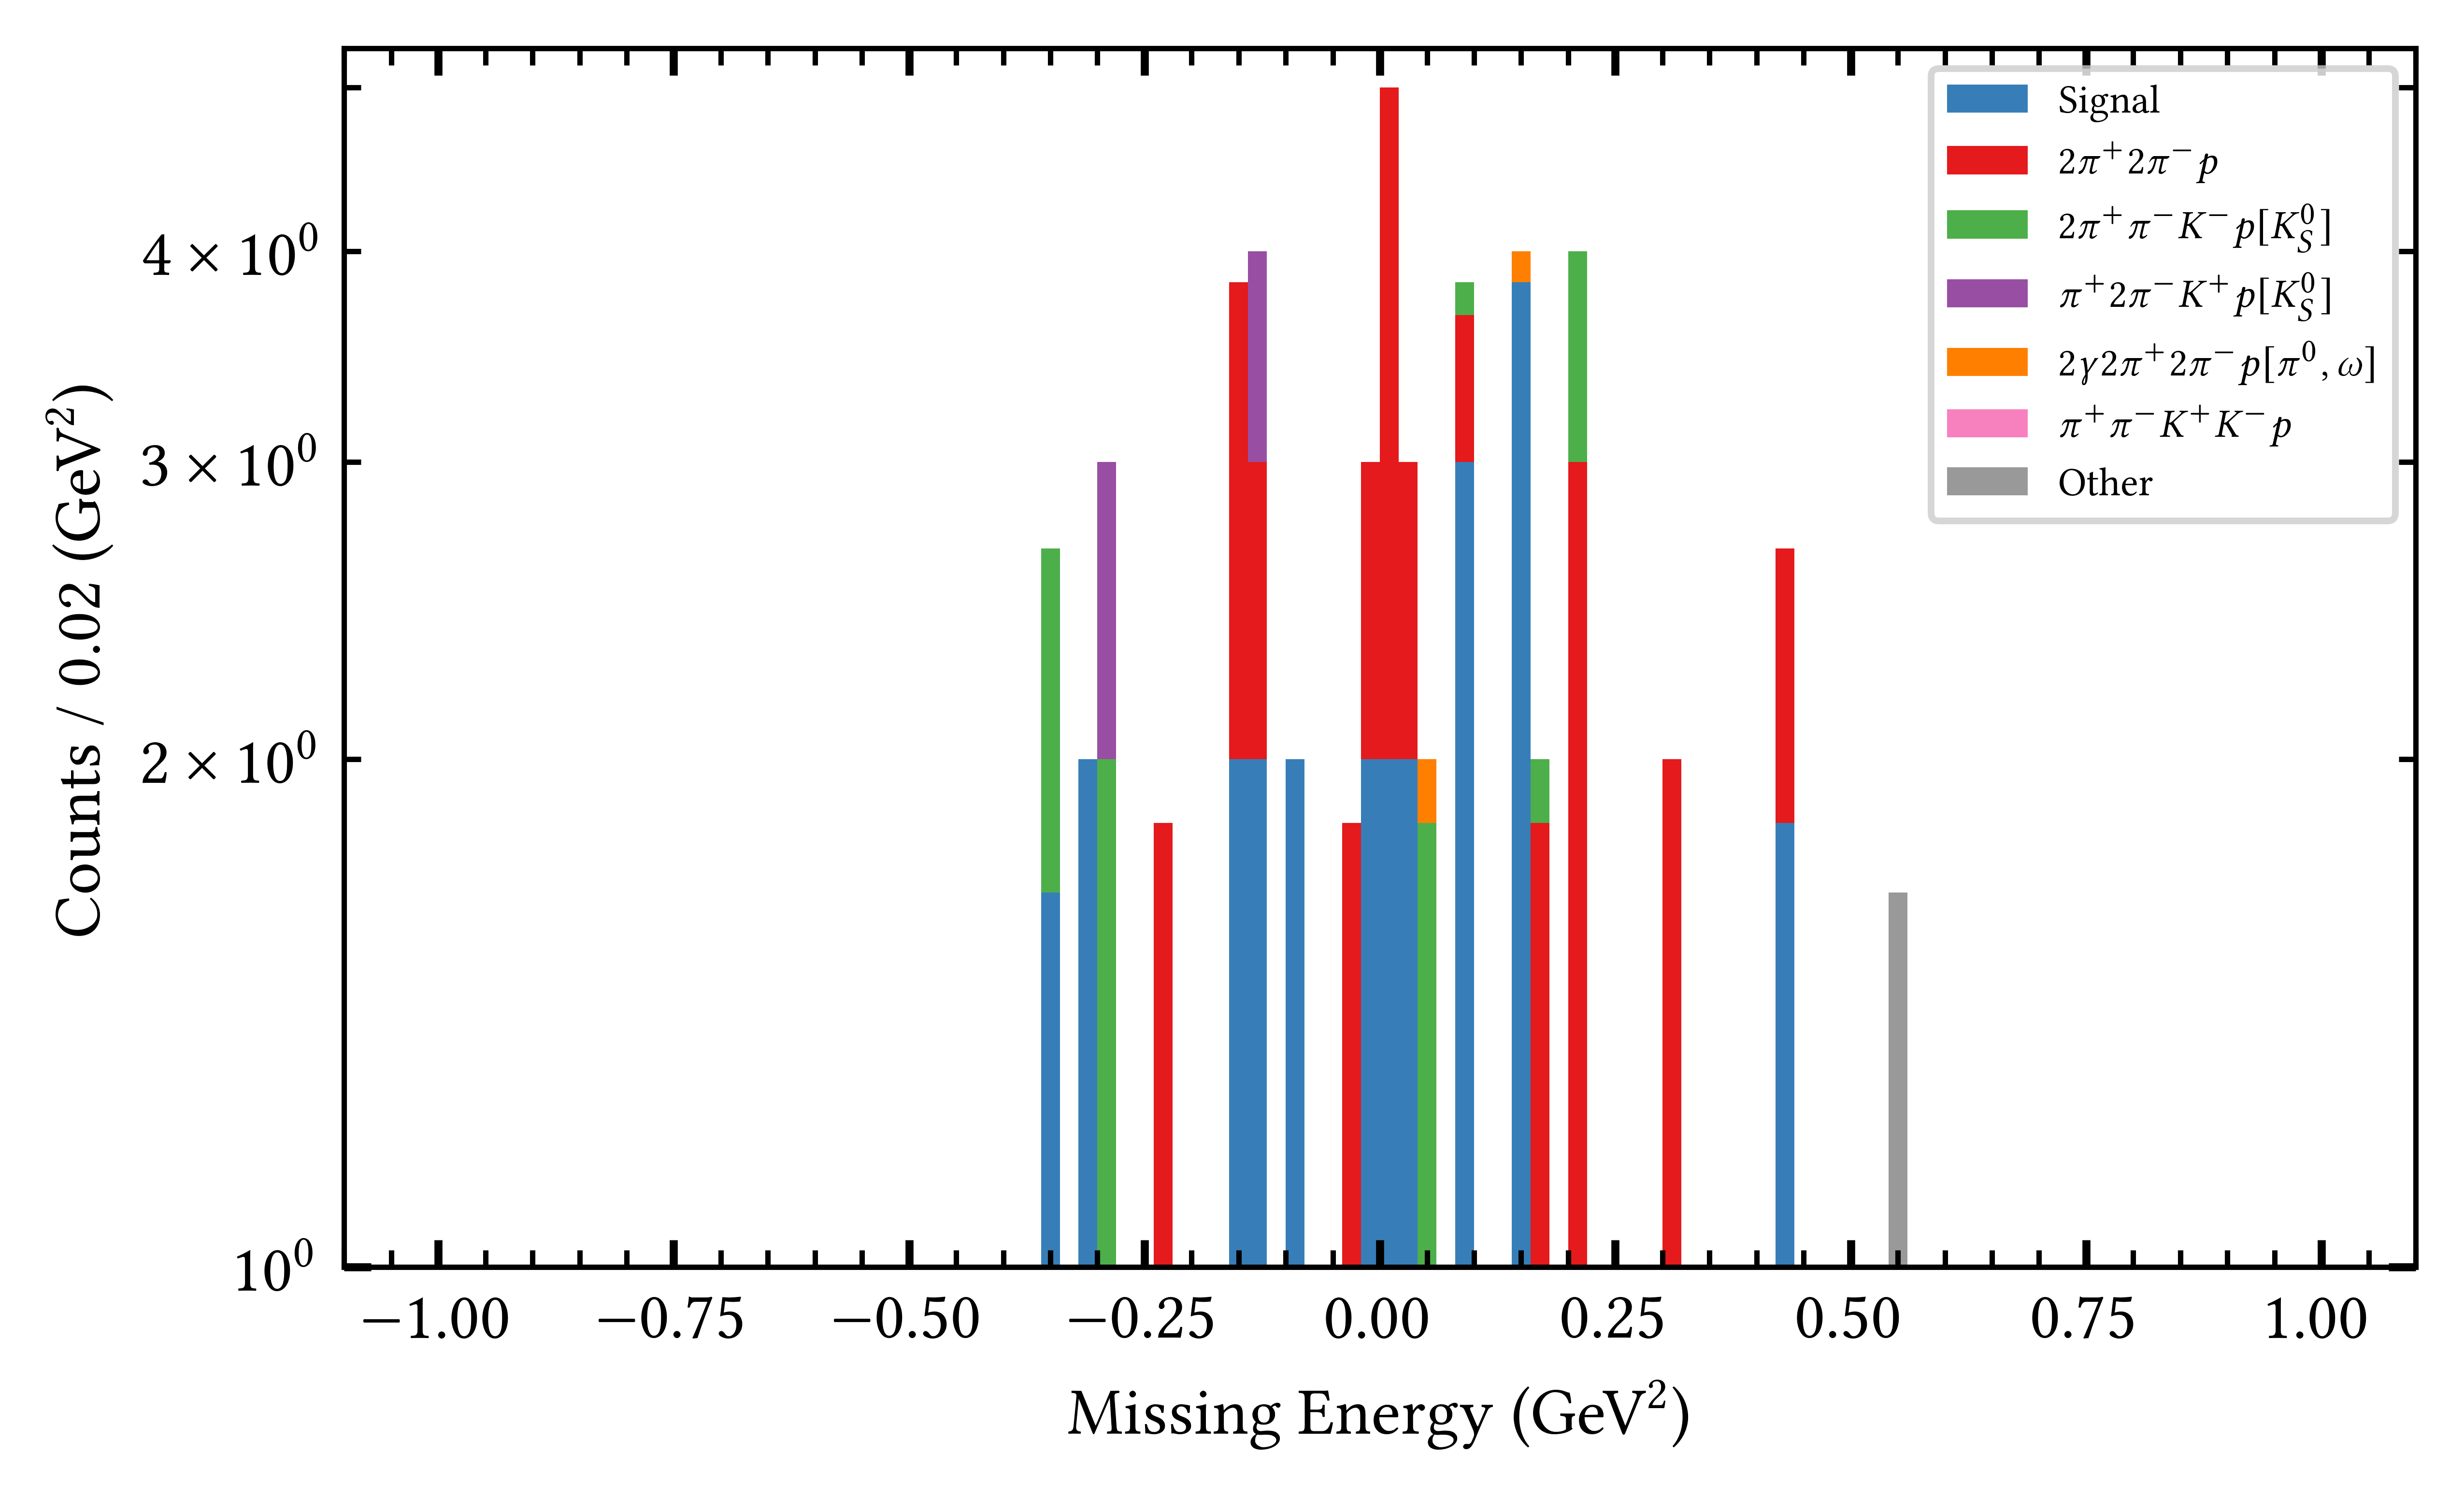 Counts / 0.02 (GeV²)
4 × 10⁰
3 × 10⁰
2 × 10⁰
10⁰
Signal
2π⁺2π⁻p
2π⁺π⁻K⁻p[K⁰_S]
π⁺2π⁻K⁺p[K⁰_S]
2γ2π⁺2π⁻p[π⁰, ω]
π⁺π⁻K⁺K⁻p
Other
−1.00 −0.75 −0.50 −0.25 0.00 0.25 0.50 0.75 1.00
Missing Energy (GeV²)